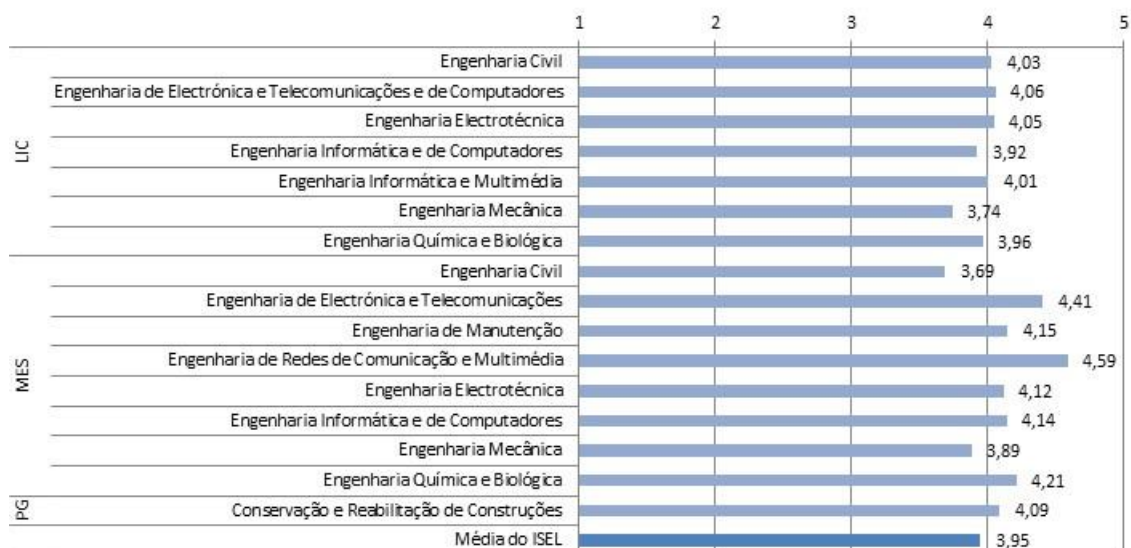 1 2 3 4 5
LIC
Engenharia Civil 4,03
Engenharia de Electrónica e Telecomunicações e de Computadores 4,06
Engenharia Electrotécnica 4,05
Engenharia Informática e de Computadores 3,92
Engenharia Informática e Multimédia 4,01
Engenharia Mecânica 3,74
Engenharia Química e Biológica 3,96
MES
Engenharia Civil 3,69
Engenharia de Electrónica e Telecomunicações 4,41
Engenharia de Manutenção 4,15
Engenharia de Redes de Comunicação e Multimédia 4,59
Engenharia Electrotécnica 4,12
Engenharia Informática e de Computadores 4,14
Engenharia Mecânica 3,89
Engenharia Química e Biológica 4,21
PG
Conservação e Reabilitação de Construções 4,09
Média do ISEL 3,95